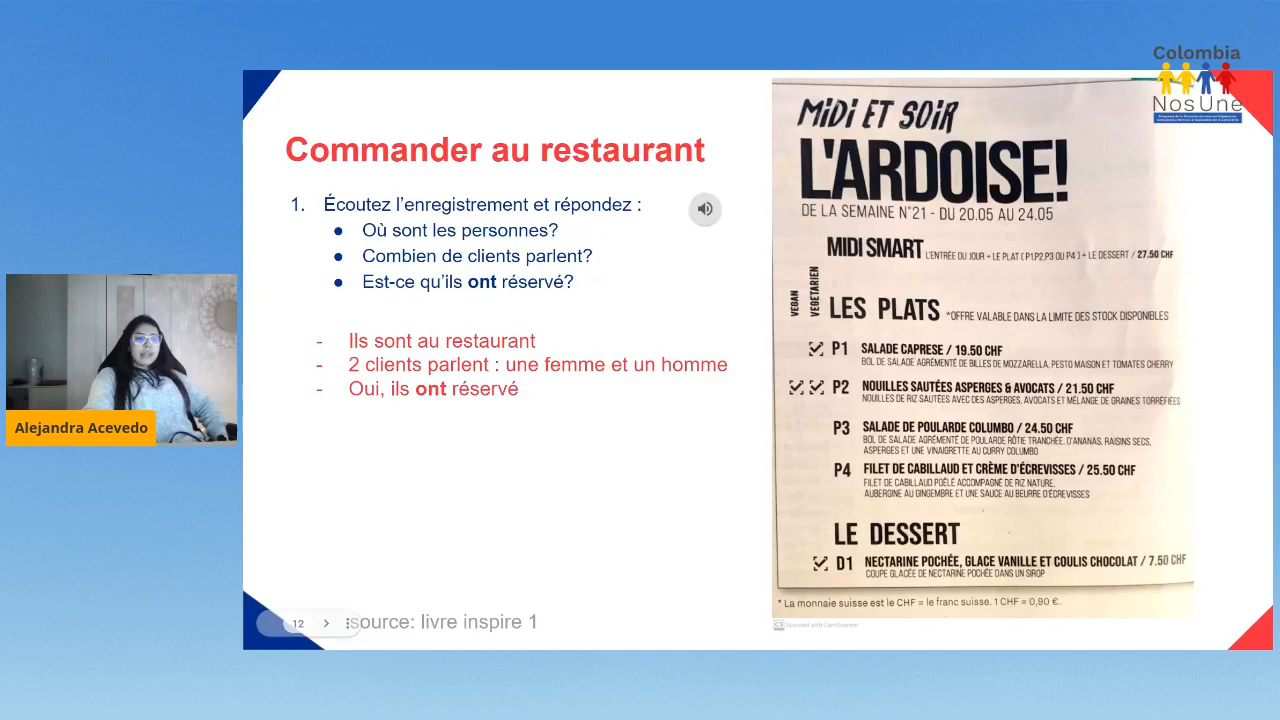 Colombia
NosUne
Commander au restaurant
1. Écoutez l’enregistrement et répondez :
● Où sont les personnes?
● Combien de clients parlent?
● Est-ce qu’ils ont réservé?
- Ils sont au restaurant
- 2 clients parlent : une femme et un homme
- Oui, ils ont réservé
Alejandra Acevedo
12
source: livre inspire 1
MIDI ET SOIR
L'ARDOISE!
DE LA SEMAINE N°21 - DU 20.05 AU 24.05
MIDI SMART L'ENTRÉE DU JOUR + LE PLAT ( P1,P2,P3 OU P4 ) + LE DESSERT / 27.50 CHF
VEGAN
VEGETARIEN
LES PLATS *OFFRE VALABLE DANS LA LIMITE DES STOCK DISPONIBLES
P1 SALADE CAPRESE / 19.50 CHF
BOL DE SALADE AGRÉMENTÉ DE BILLES DE MOZZARELLA, PESTO MAISON ET TOMATES CHERRY
P2 NOUILLES SAUTÉES ASPERGES & AVOCATS / 21.50 CHF
NOUILLES DE RIZ SAUTÉES AVEC DES ASPERGES, AVOCATS ET MÉLANGE DE GRAINES TORRÉFIÉES
P3 SALADE DE POULARDE COLUMBO / 24.50 CHF
BOL DE SALADE AGRÉMENTÉ DE POULARDE RÔTIE TRANCHÉE, D'ANANAS, RAISINS SECS,
ASPERGES ET UNE VINAIGRETTE AU CURRY COLUMBO
P4 FILET DE CABILLAUD ET CRÈME D'ÉCREVISSES / 25.50 CHF
FILET DE CABILLAUD POÊLÉ ACCOMPAGNÉ DE RIZ NATURE,
AUBERGINE AU GINGEMBRE ET UNE SAUCE AU BEURRE D'ÉCREVISSES
LE DESSERT
D1 NECTARINE POCHÉE, GLACE VANILLE ET COULIS CHOCOLAT / 7.50 CHF
COUPE GLACÉE DE NECTARINE POCHÉE DANS UN SIROP
* La monnaie suisse est le CHF = le franc suisse. 1 CHF = 0,90 €.
CS Scanned with CamScanner